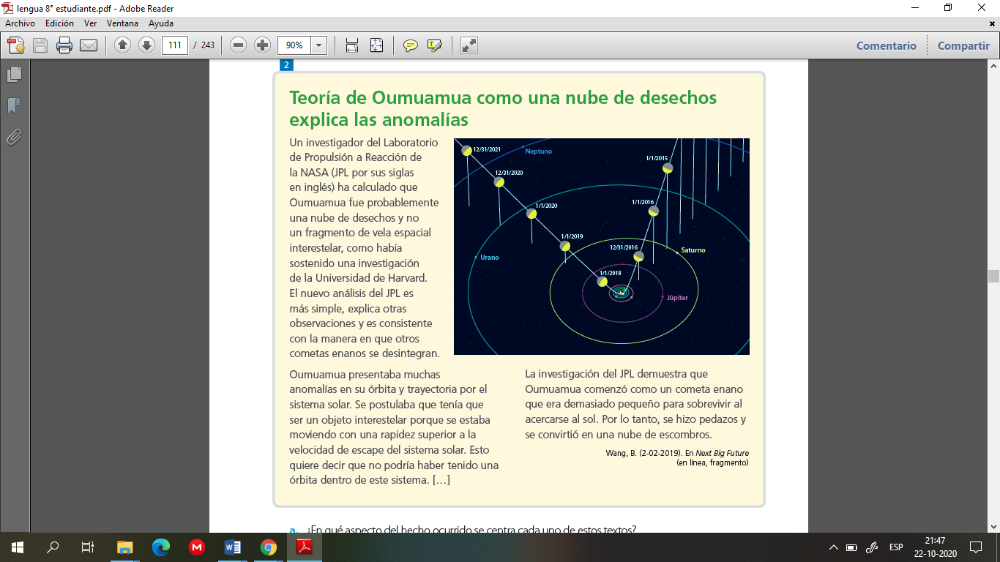 lengua 8° estudiante.pdf - Adobe Reader
Archivo Edición Ver Ventana Ayuda
111 / 243 90% Comentario Compartir
2
Teoría de Oumuamua como una nube de desechos
explica las anomalías
Un investigador del Laboratorio
de Propulsión a Reacción de
la NASA (JPL por sus siglas
en inglés) ha calculado que
Oumuamua fue probablemente
una nube de desechos y no
un fragmento de vela espacial
interestelar, como había
sostenido una investigación
de la Universidad de Harvard.
El nuevo análisis del JPL es
más simple, explica otras
observaciones y es consistente
con la manera en que otros
cometas enanos se desintegran.
12/31/2021
Neptuno
1/1/2015
12/31/2020
1/1/2016
1/1/2020
1/1/2019
12/31/2016
Saturno
Urano
1/1/2018
Júpiter
Oumuamua presentaba muchas
anomalías en su órbita y trayectoria por el
sistema solar. Se postulaba que tenía que
ser un objeto interestelar porque se estaba
moviendo con una rapidez superior a la
velocidad de escape del sistema solar. Esto
quiere decir que no podría haber tenido una
órbita dentro de este sistema. […]
La investigación del JPL demuestra que
Oumuamua comenzó como un cometa enano
que era demasiado pequeño para sobrevivir al
acercarse al sol. Por lo tanto, se hizo pedazos y
se convirtió en una nube de escombros.
Wang, B. (2-02-2019). En Next Big Future
(en línea, fragmento)
a. ¿En qué aspecto del hecho ocurrido se centra cada uno de estos textos?
ESP
21:47
22-10-2020